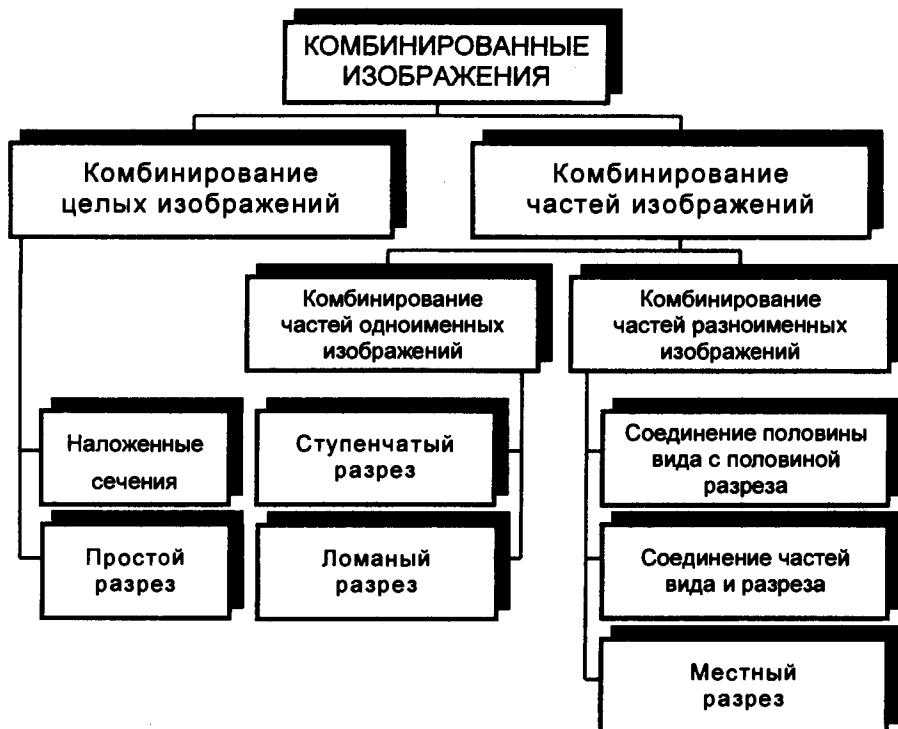 КОМБИНИРОВАННЫЕ
ИЗОБРАЖЕНИЯ
Комбинирование
целых изображений
Комбинирование
частей изображений
Комбинирование
частей одноименных
изображений
Комбинирование
частей разноименных
изображений
Наложенные
сечения
Простой
разрез
Ступенчатый
разрез
Ломаный
разрез
Соединение половины
вида с половиной
разреза
Соединение частей
вида и разреза
Местный
разрез